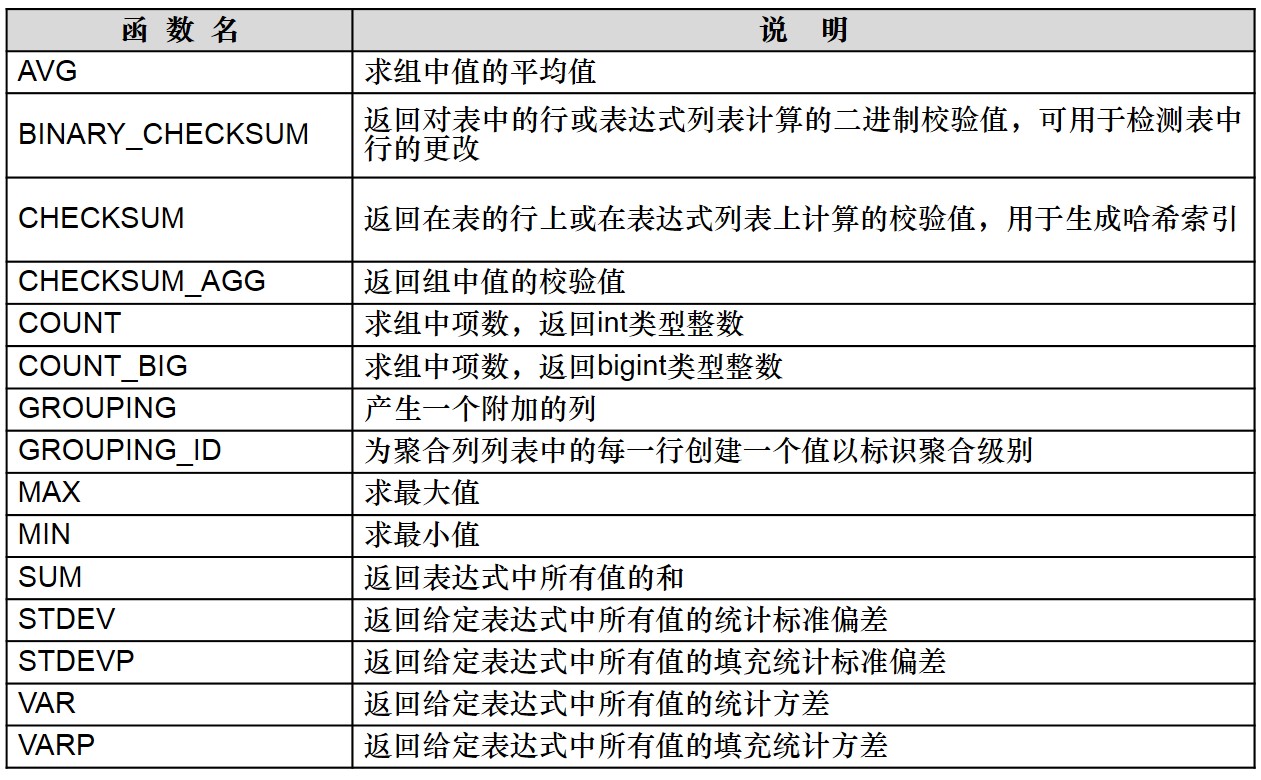 函 数 名 说 明
AVG 求组中值的平均值
BINARY_CHECKSUM 返回对表中的行或表达式列表计算的二进制校验值，可用于检测表中
行的更改
CHECKSUM 返回在表的行上或在表达式列表上计算的校验值，用于生成哈希索引
CHECKSUM_AGG 返回组中值的校验值
COUNT 求组中项数，返回int类型整数
COUNT_BIG 求组中项数，返回bigint类型整数
GROUPING 产生一个附加的列
GROUPING_ID 为聚合列列表中的每一行创建一个值以标识聚合级别
MAX 求最大值
MIN 求最小值
SUM 返回表达式中所有值的和
STDEV 返回给定表达式中所有值的统计标准偏差
STDEVP 返回给定表达式中所有值的填充统计标准偏差
VAR 返回给定表达式中所有值的统计方差
VARP 返回给定表达式中所有值的填充统计方差